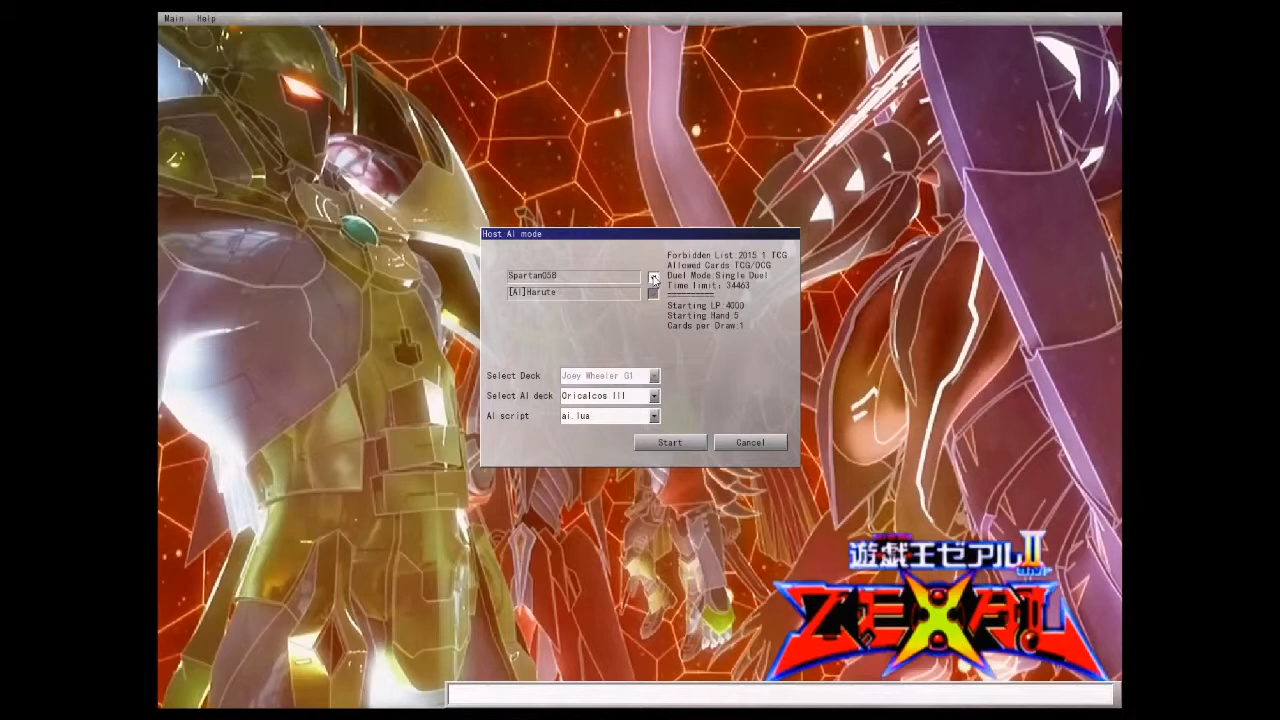 Main Help
Host AI mode
Spartan058
[AI]Harute
Forbidden List:2015.1 TCG
Allowed Cards:TCG/OCG
Duel Mode:Single Duel
Time limit: 34463
==========
Starting LP:4000
Starting Hand:5
Cards per Draw:1
Select Deck Joey Wheeler G1
Select AI deck Oricalcos III
AI script ai.lua
Start Cancel
遊戯王ゼアルII
ZEXAL